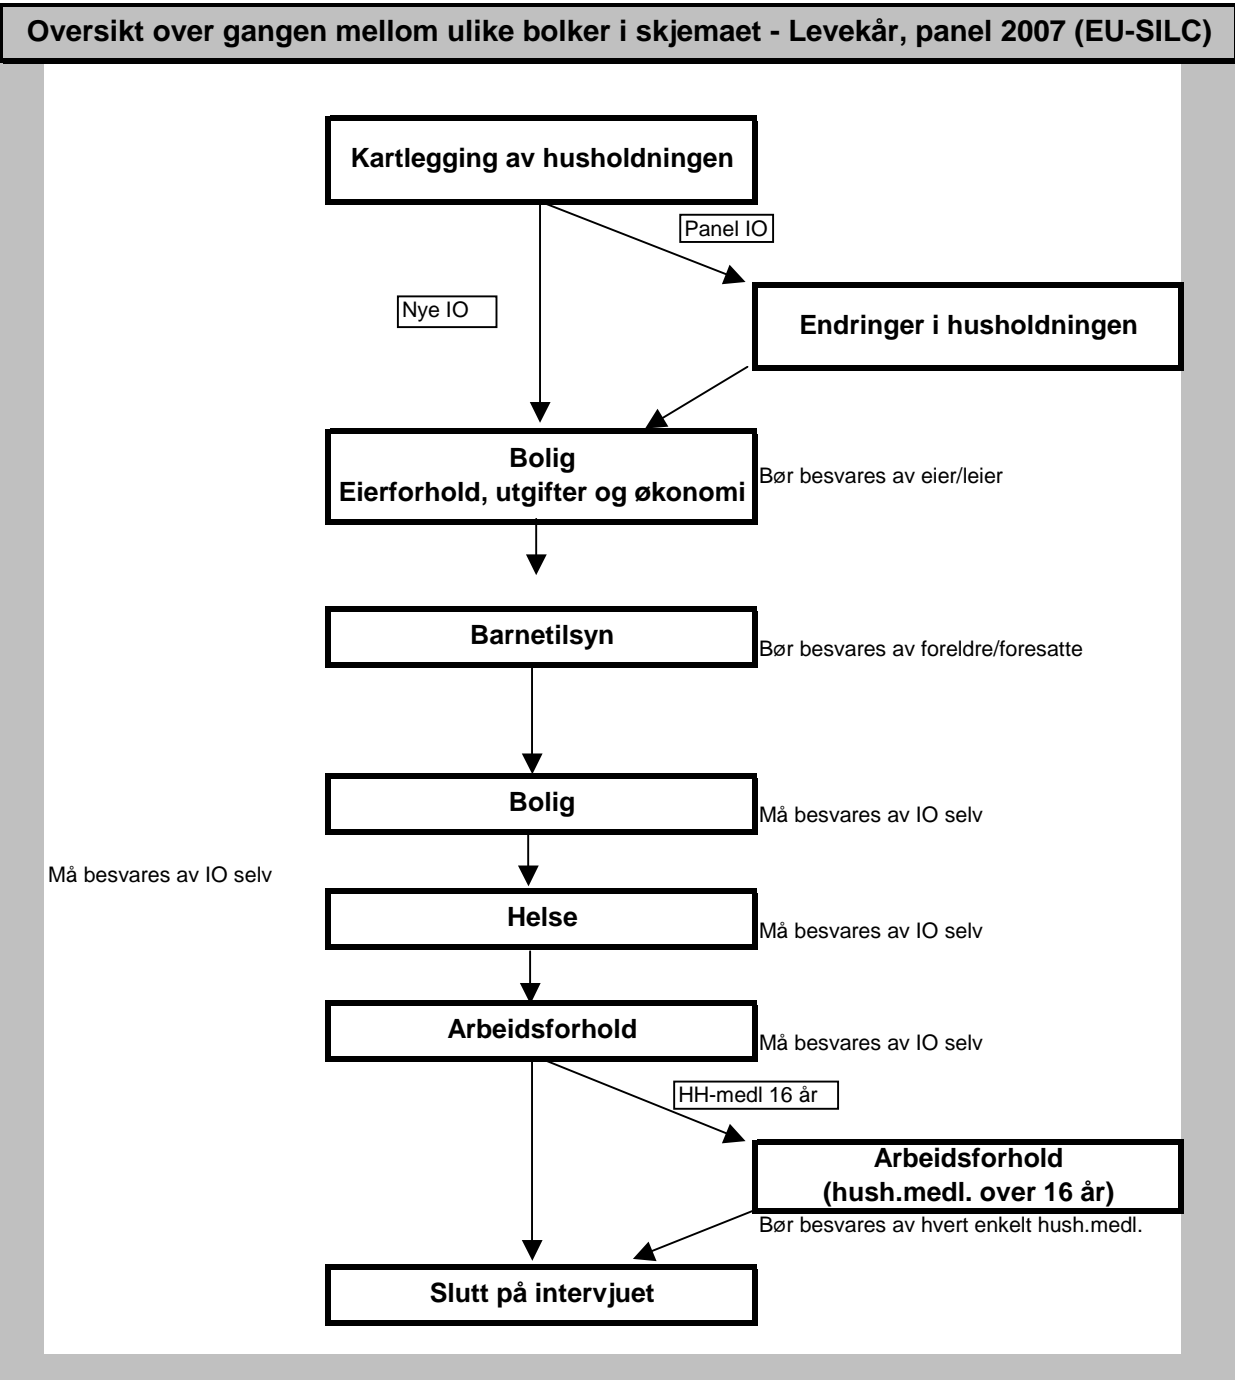 Oversikt over gangen mellom ulike bolker i skjemaet - Levekår, panel 2007 (EU-SILC)
Kartlegging av husholdningen
Panel IO
Nye IO
Endringer i husholdningen
Bolig
Eierforhold, utgifter og økonomi
Bør besvares av eier/leier
Barnetilsyn
Bør besvares av foreldre/foresatte
Bolig
Må besvares av IO selv
Må besvares av IO selv
Helse
Må besvares av IO selv
Arbeidsforhold
Må besvares av IO selv
HH-medl 16 år
Arbeidsforhold
(hush.medl. over 16 år)
Bør besvares av hvert enkelt hush.medl.
Slutt på intervjuet